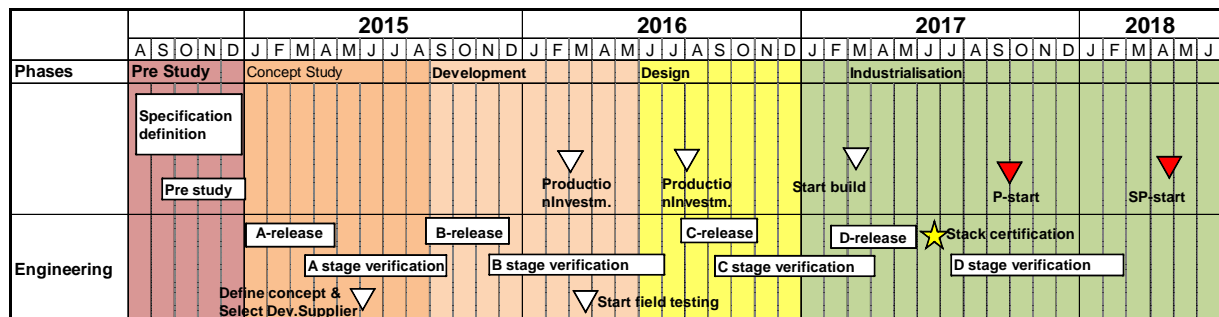 2015 2016 2017 2018
A S O N D J F M A M J J A S O N D J F M A M J J A S O N D J F M A M J J A S O N D J F M A M J
Phases Pre Study Concept Study Development Design Industrialisation
Specification
definition
Pre study
Productio
nInvestm.
Productio
nInvestm.
Start build
P-start
SP-start
Engineering
A-release
B-release
C-release
D-release
Stack certification
A stage verification
B stage verification
C stage verification
D stage verification
Define concept &
Select Dev.Supplier
Start field testing